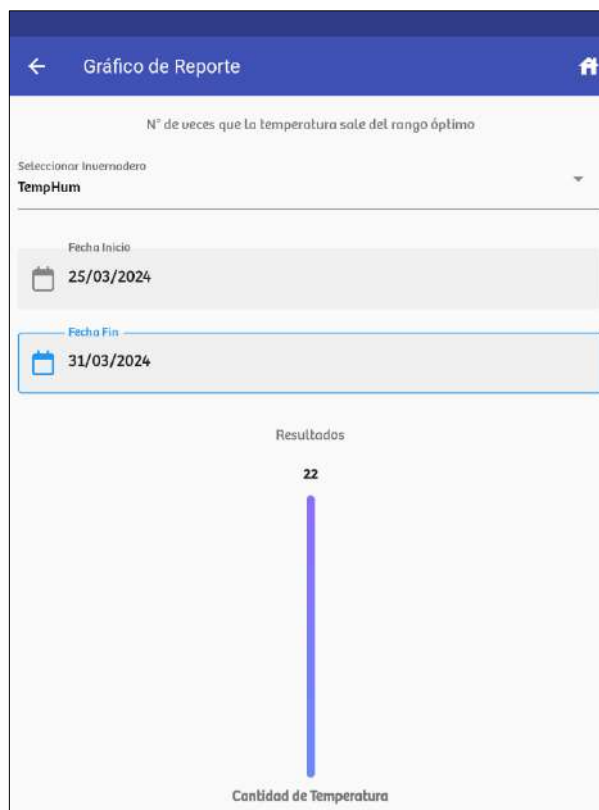 Gráfico de Reporte
N° de veces que la temperatura sale del rango óptimo
Seleccionar Invernadero
TempHum
Fecha Inicio
25/03/2024
Fecha Fin
31/03/2024
Resultados
22
Cantidad de Temperatura